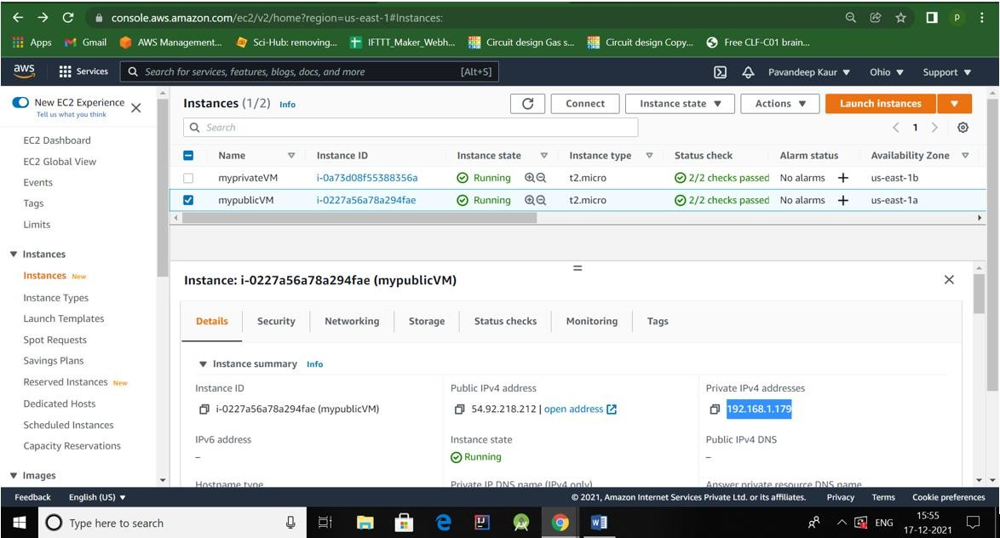 console.aws.amazon.com/ec2/v2/home?region=us-east-1#Instances:
p
Apps Gmail AWS Management... Sci-Hub: removing... IFTTT_Maker_Webh... Circuit design Gas s... Circuit design Copy... Free CLF-C01 brain...
aws Services Search for services, features, blogs, docs, and more [Alt+S] Pavandeep Kaur Ohio Support
New EC2 Experience
Tell us what you think
EC2 Dashboard
EC2 Global View
Events
Tags
Limits
Instances
Instances New
Instance Types
Launch Templates
Spot Requests
Savings Plans
Reserved Instances New
Dedicated Hosts
Scheduled Instances
Capacity Reservations
Images
Instances (1/2) Info
Connect Instance state Actions Launch instances
Search
1
Name Instance ID Instance state Instance type Status check Alarm status Availability Zone
myprivateVM i-0a73d08f55388356a Running t2.micro 2/2 checks passed No alarms + us-east-1b
mypublicVM i-0227a56a78a294fae Running t2.micro 2/2 checks passed No alarms + us-east-1a
Instance: i-0227a56a78a294fae (mypublicVM)
Details Security Networking Storage Status checks Monitoring Tags
Instance summary Info
Instance ID Public IPv4 address Private IPv4 addresses
i-0227a56a78a294fae (mypublicVM) 54.92.218.212 | open address 192.168.1.179
IPv6 address Instance state Public IPv4 DNS
– Running –
Hostname type Private IP DNS name (IPv4 only) Answer private resource DNS name
Feedback English (US) © 2021, Amazon Internet Services Private Ltd. or its affiliates. Privacy Terms Cookie preferences
Type here to search ENG 15:55
17-12-2021